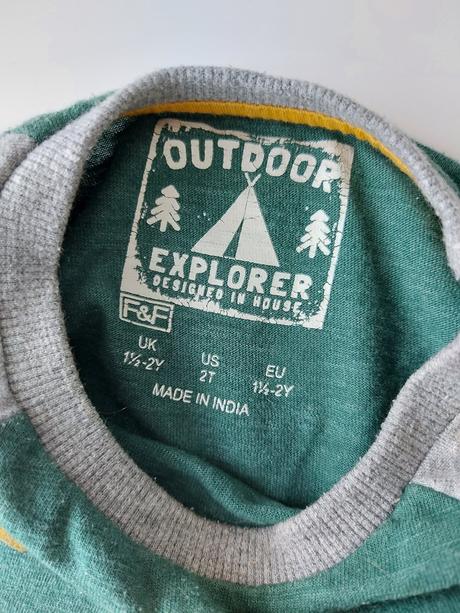 OUTDOOR
EXPLORER
DESIGNED IN HOUSE
F&F
UK US EU
1½-2Y 2T 1½-2Y
MADE IN INDIA